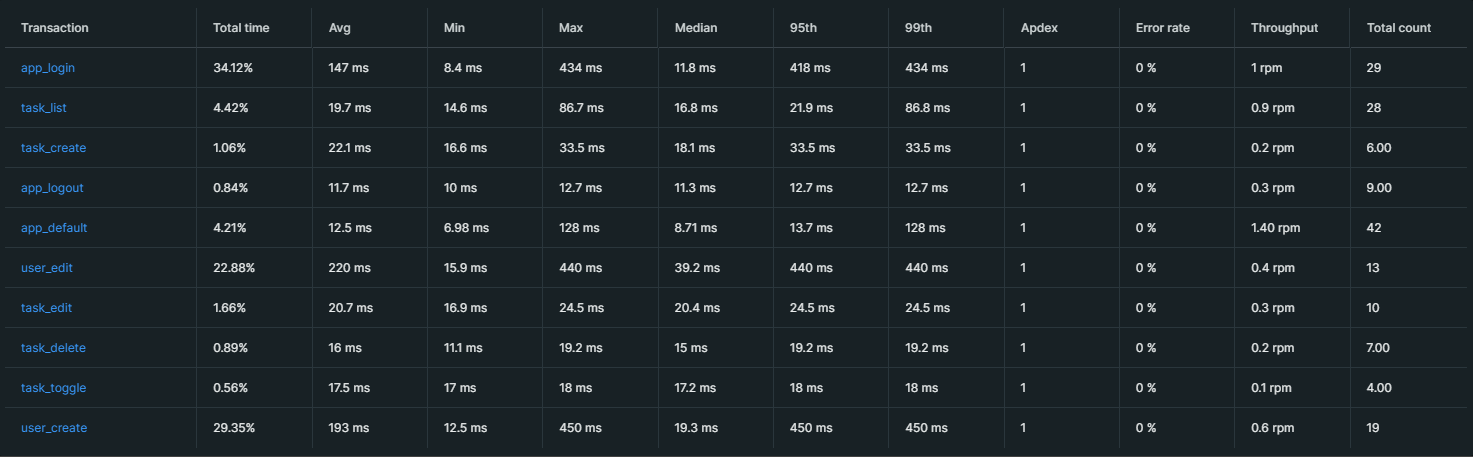 Transaction Total time Avg Min Max Median 95th 99th Apdex Error rate Throughput Total count
app_login 34.12% 147 ms 8.4 ms 434 ms 11.8 ms 418 ms 434 ms 1 0 % 1 rpm 29
task_list 4.42% 19.7 ms 14.6 ms 86.7 ms 16.8 ms 21.9 ms 86.8 ms 1 0 % 0.9 rpm 28
task_create 1.06% 22.1 ms 16.6 ms 33.5 ms 18.1 ms 33.5 ms 33.5 ms 1 0 % 0.2 rpm 6.00
app_logout 0.84% 11.7 ms 10 ms 12.7 ms 11.3 ms 12.7 ms 12.7 ms 1 0 % 0.3 rpm 9.00
app_default 4.21% 12.5 ms 6.98 ms 128 ms 8.71 ms 13.7 ms 128 ms 1 0 % 1.40 rpm 42
user_edit 22.88% 220 ms 15.9 ms 440 ms 39.2 ms 440 ms 440 ms 1 0 % 0.4 rpm 13
task_edit 1.66% 20.7 ms 16.9 ms 24.5 ms 20.4 ms 24.5 ms 24.5 ms 1 0 % 0.3 rpm 10
task_delete 0.89% 16 ms 11.1 ms 19.2 ms 15 ms 19.2 ms 19.2 ms 1 0 % 0.2 rpm 7.00
task_toggle 0.56% 17.5 ms 17 ms 18 ms 17.2 ms 18 ms 18 ms 1 0 % 0.1 rpm 4.00
user_create 29.35% 193 ms 12.5 ms 450 ms 19.3 ms 450 ms 450 ms 1 0 % 0.6 rpm 19